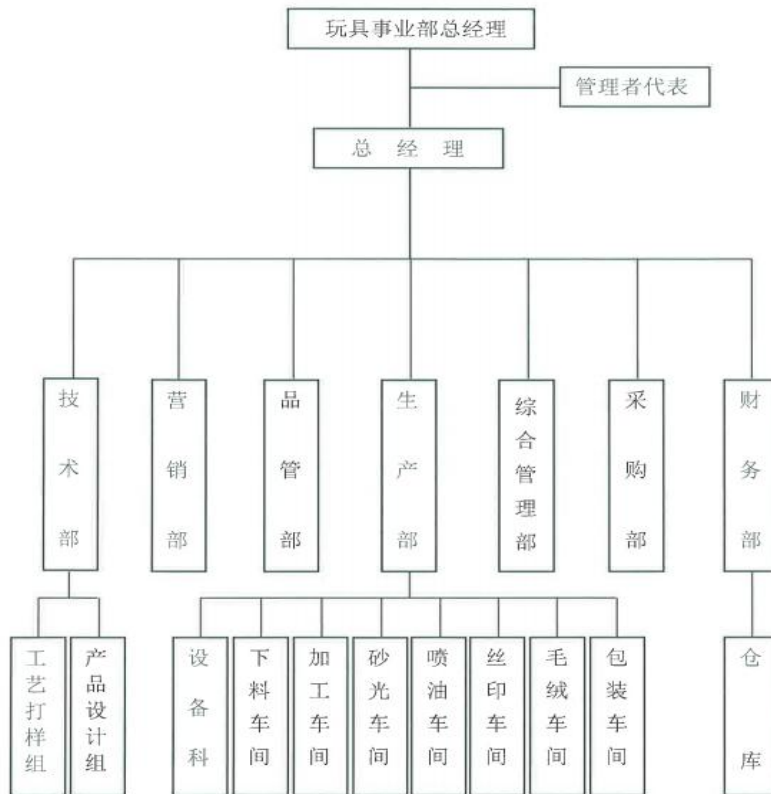 玩具事业部总经理
管理者代表
总经理
技术部
营销部
品管部
生产部
综合管理部
采购部
财务部
工艺打样组
产品设计组
设备科
下料车间
加工车间
砂光车间
喷油车间
丝印车间
毛绒车间
包装车间
仓库